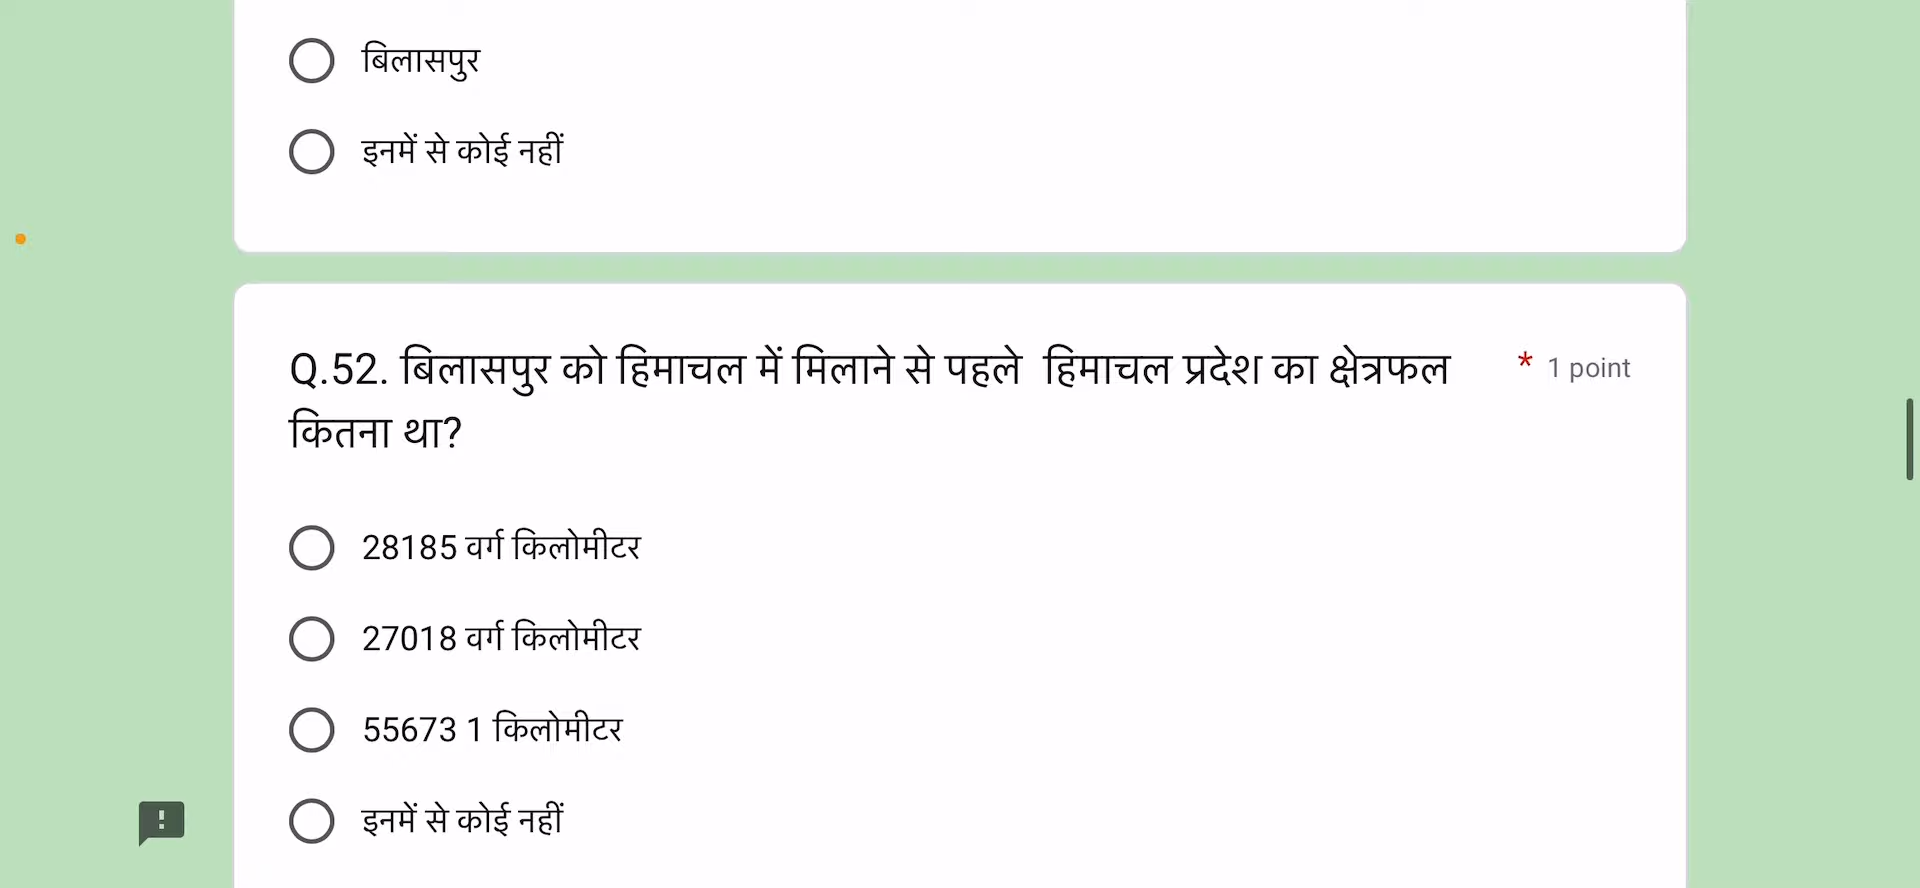 बिलासपुर
इनमें से कोई नहीं
Q.52. बिलासपुर को हिमाचल में मिलाने से पहले  हिमाचल प्रदेश का क्षेत्रफल * 1 point
कितना था?
28185 वर्ग किलोमीटर
27018 वर्ग किलोमीटर
55673 1 किलोमीटर
इनमें से कोई नहीं